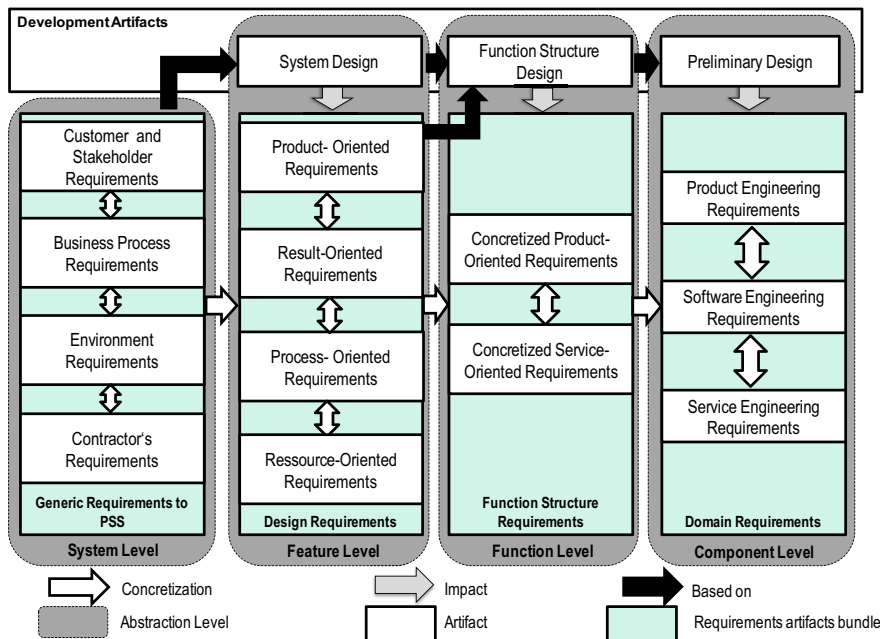 Development Artifacts
System Design
Function Structure
Design
Preliminary Design
Customer and
Stakeholder
Requirements
Business Process
Requirements
Environment
Requirements
Contractor's
Requirements
Generic Requirements to
PSS
System Level
Product- Oriented
Requirements
Result-Oriented
Requirements
Process- Oriented
Requirements
Ressource-Oriented
Requirements
Design Requirements
Feature Level
Concretized Product-
Oriented Requirements
Concretized Service-
Oriented Requirements
Function Structure
Requirements
Function Level
Product Engineering
Requirements
Software Engineering
Requirements
Service Engineering
Requirements
Domain Requirements
Component Level
Concretization
Impact
Based on
Abstraction Level
Artifact
Requirements artifacts bundle